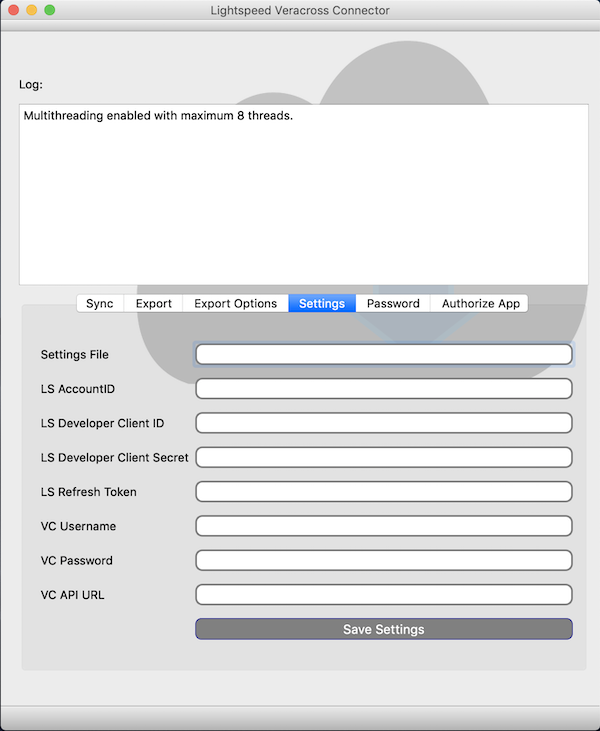 Lightspeed Veracross Connector
Log:
Multithreading enabled with maximum 8 threads.
Sync Export Export Options Settings Password Authorize App
Settings File
LS AccountID
LS Developer Client ID
LS Developer Client Secret
LS Refresh Token
VC Username
VC Password
VC API URL
Save Settings